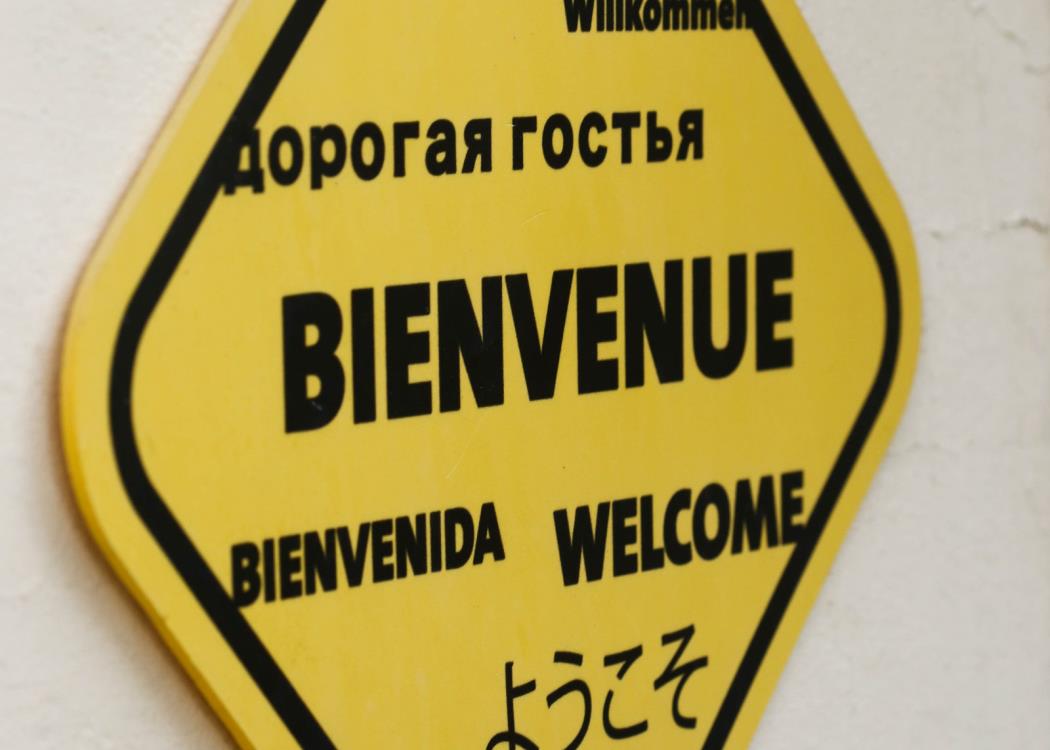 Willkommen
дорогая гостья
BIENVENUE
BIENVENIDA WELCOME
ようこそ